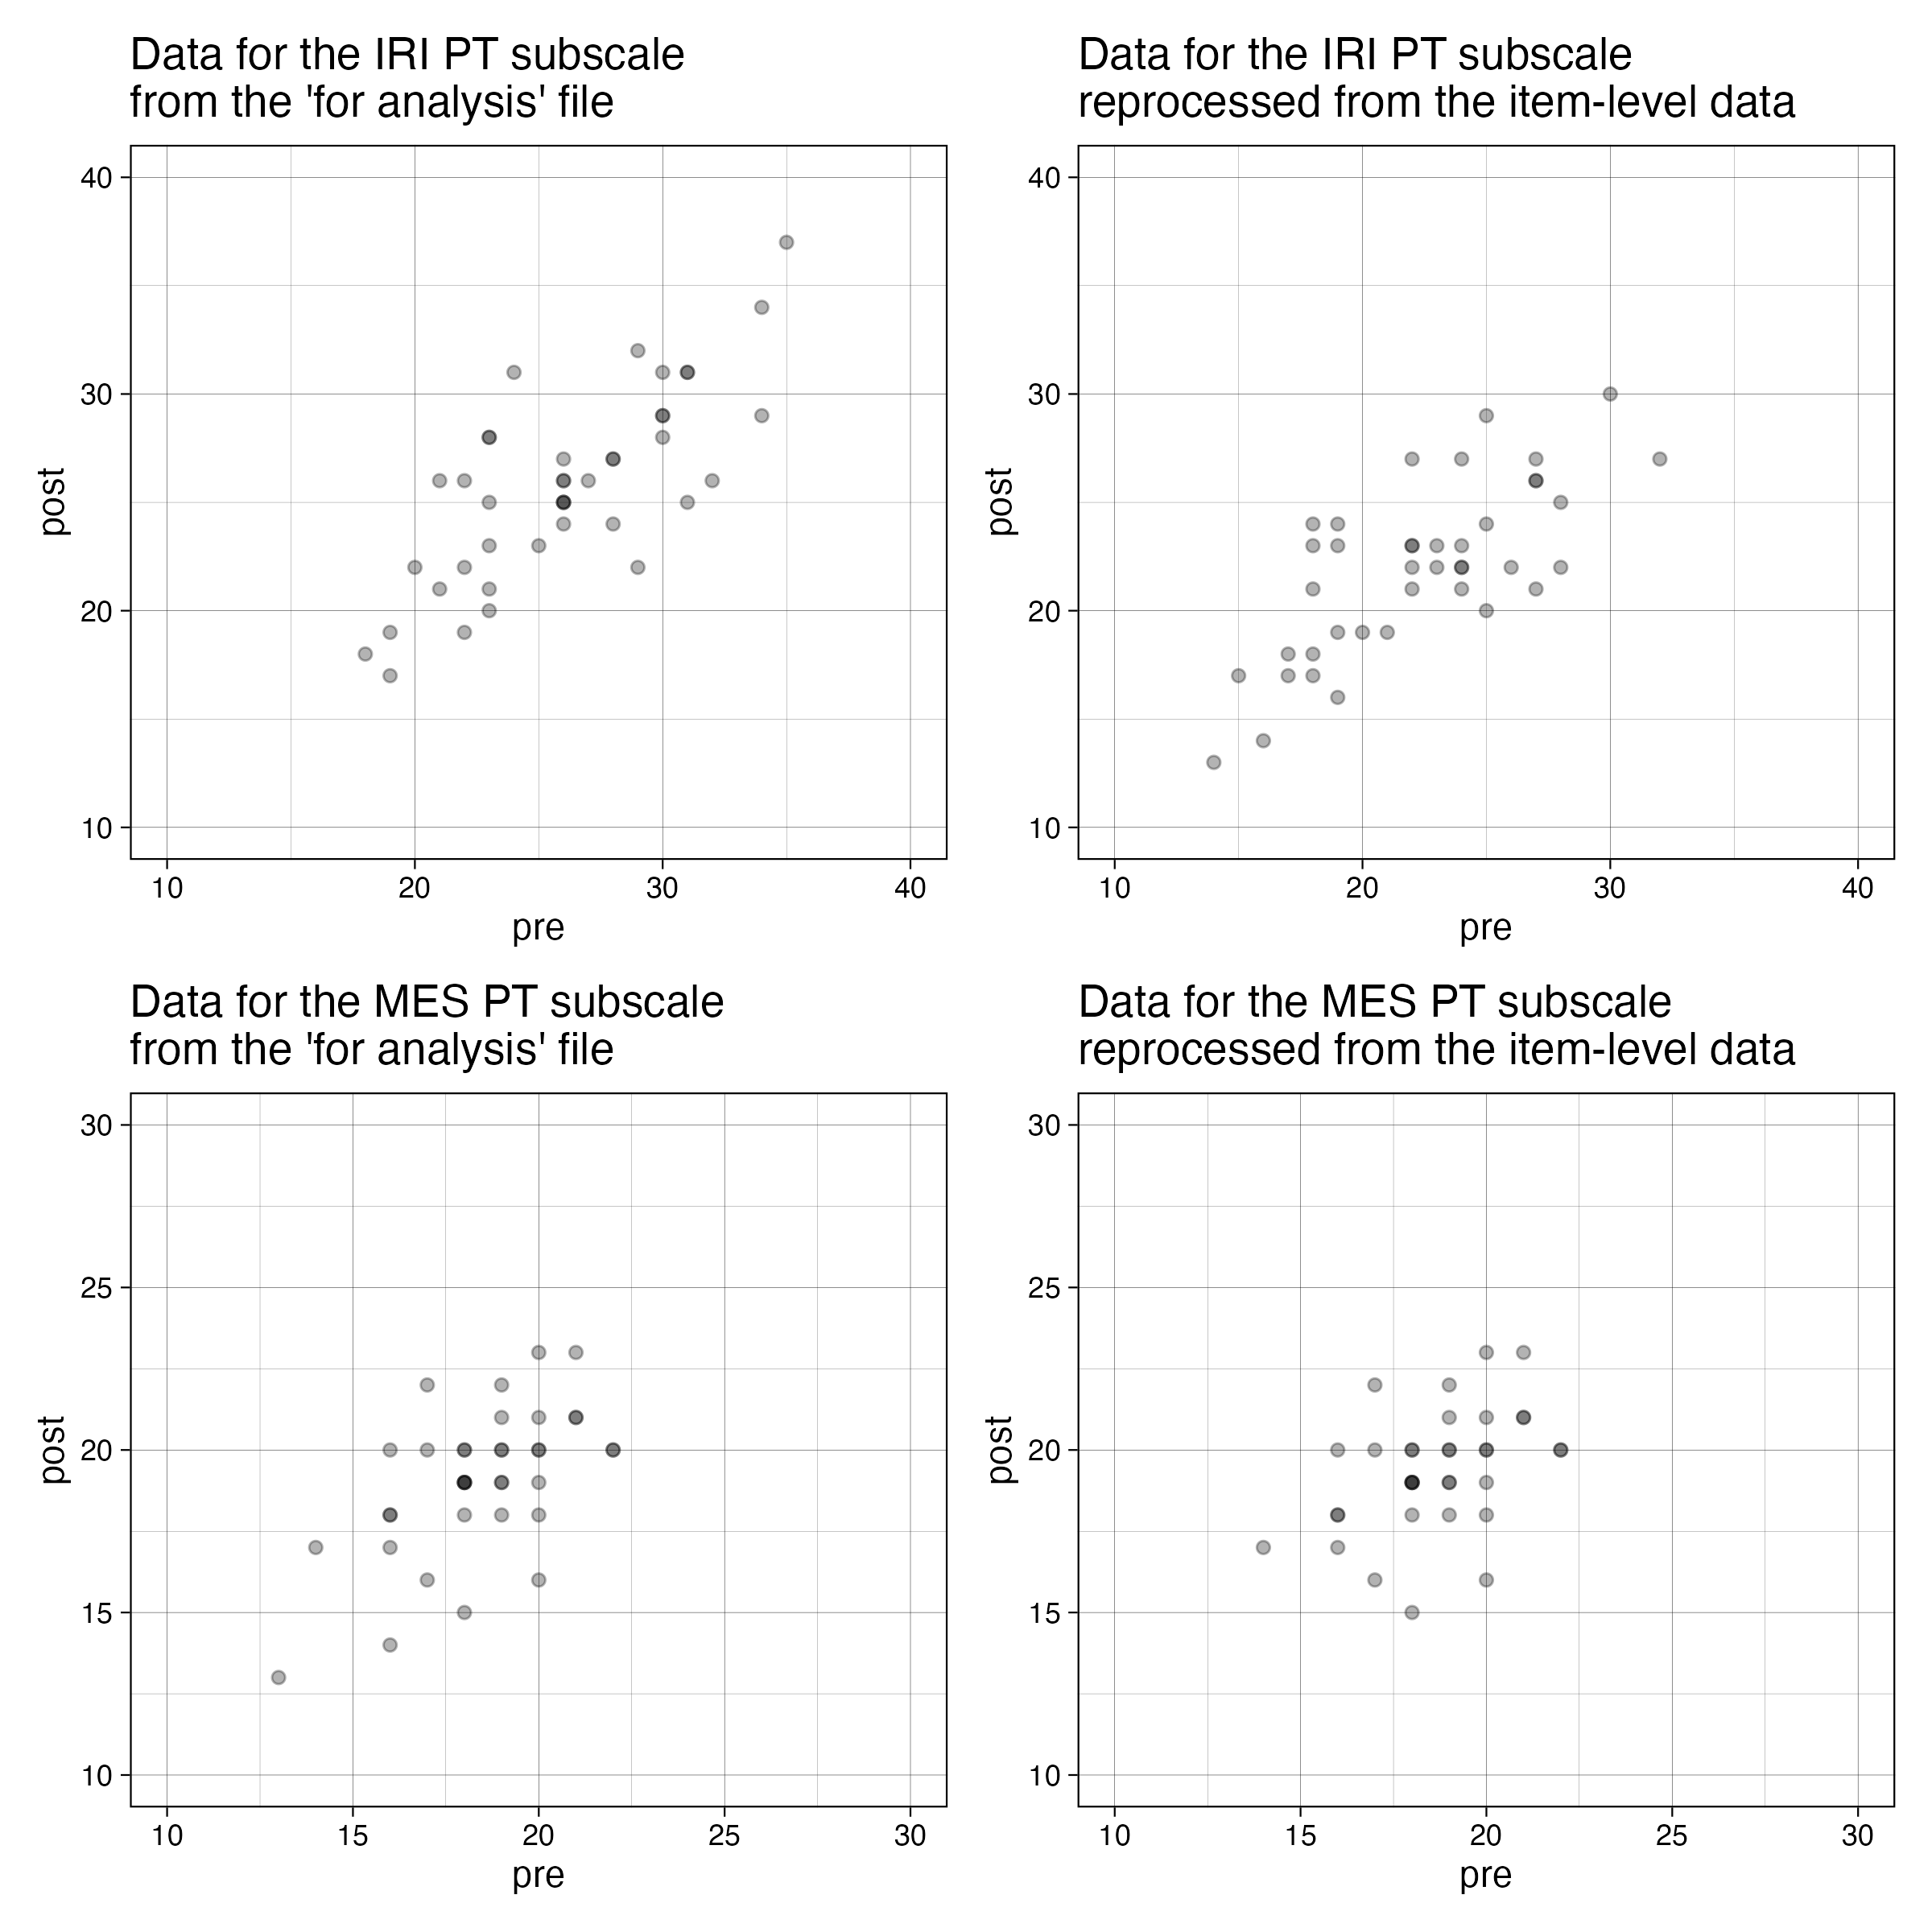 Data for the IRI PT subscale
from the 'for analysis' file
40
30
20
10
post
10 20 30 40
pre
Data for the IRI PT subscale
reprocessed from the item-level data
40
30
20
10
post
10 20 30 40
pre
Data for the MES PT subscale
from the 'for analysis' file
30
25
20
15
10
post
10 15 20 25 30
pre
Data for the MES PT subscale
reprocessed from the item-level data
30
25
20
15
10
post
10 15 20 25 30
pre